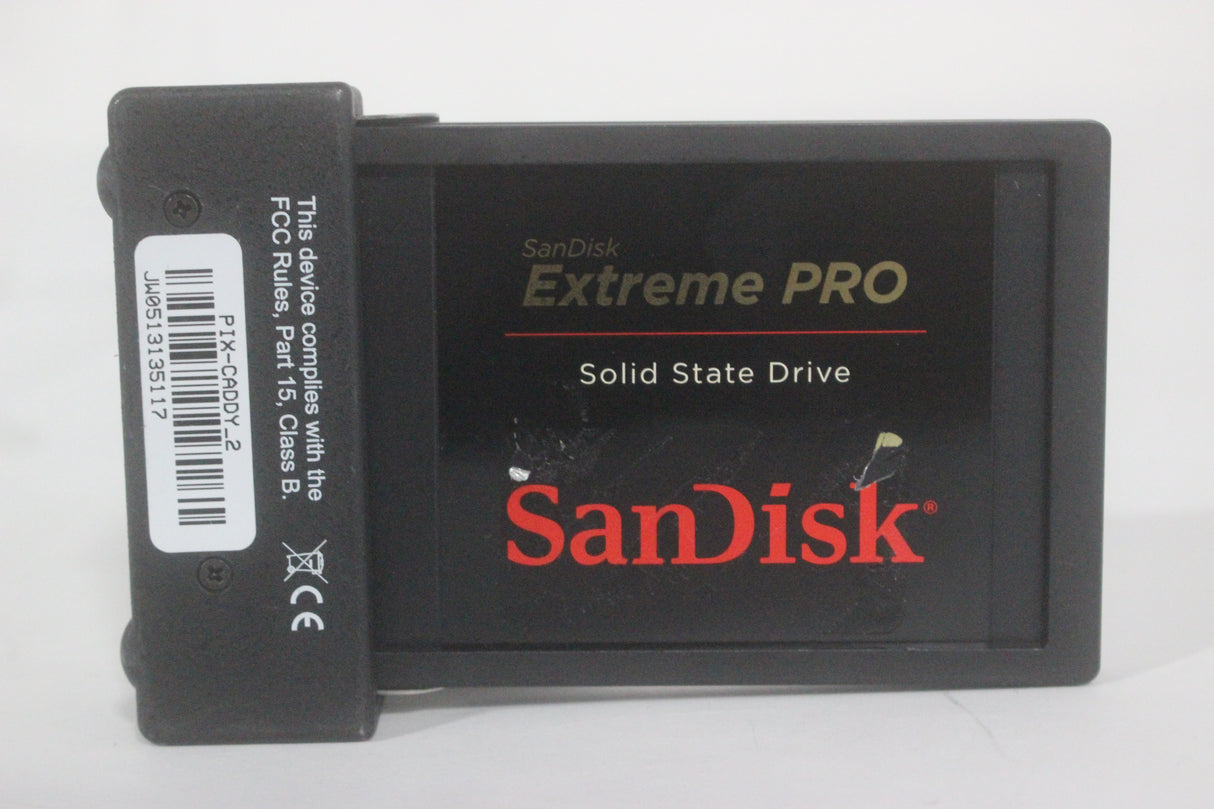 This device complies with the
FCC Rules, Part 15, Class B.
CE
PIX-CADDY_2
JW0513135117
SanDisk
Extreme PRO
Solid State Drive
SanDisk®